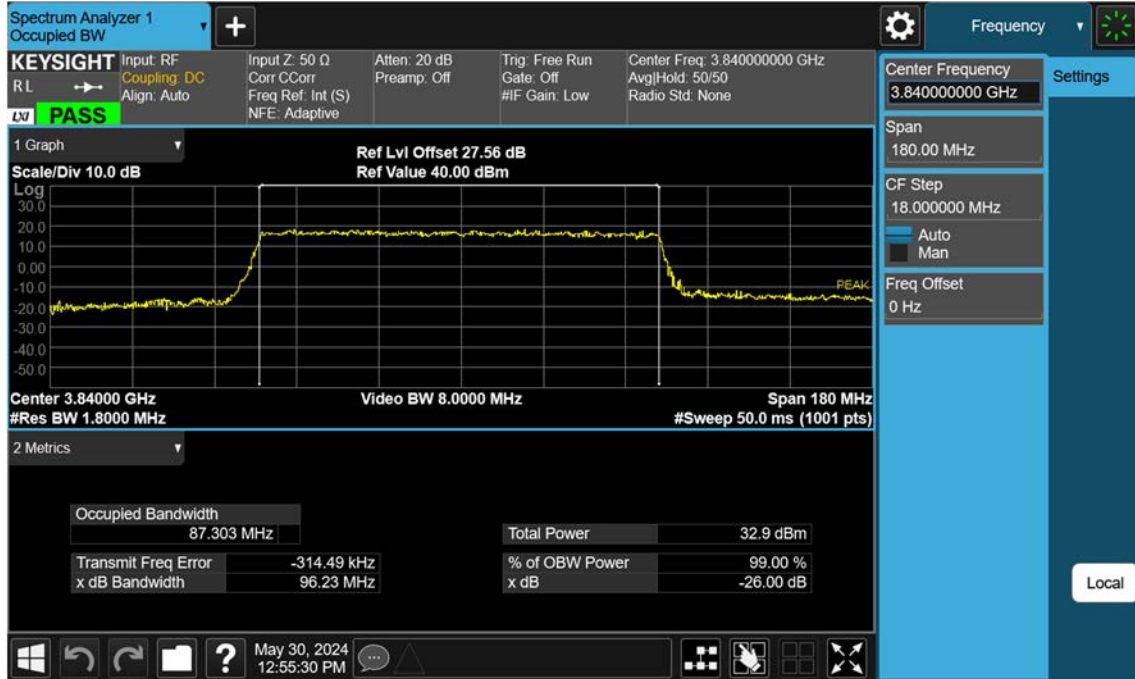 Spectrum Analyzer 1
Occupied BW
+
Frequency
KEYSIGHT
R L
LXI PASS
Input: RF
Coupling: DC
Align: Auto
Input Z: 50 Ω
Corr CCorr
Freq Ref: Int (S)
NFE: Adaptive
Atten: 20 dB
Preamp: Off
Trig: Free Run
Gate: Off
#IF Gain: Low
Center Freq: 3.840000000 GHz
Avg|Hold: 50/50
Radio Std: None
Center Frequency
3.840000000 GHz
Settings
Span
180.00 MHz
CF Step
18.000000 MHz
Auto
Man
Freq Offset
0 Hz
Local
1 Graph
Scale/Div 10.0 dB
Ref Lvl Offset 27.56 dB
Ref Value 40.00 dBm
Log
30.0
20.0
10.0
0.00
-10.0
-20.0
-30.0
-40.0
-50.0
PEAK
Center 3.84000 GHz
#Res BW 1.8000 MHz
Video BW 8.0000 MHz
Span 180 MHz
#Sweep 50.0 ms (1001 pts)
2 Metrics
Occupied Bandwidth
87.303 MHz
Total Power 32.9 dBm
Transmit Freq Error -314.49 kHz
% of OBW Power 99.00 %
x dB Bandwidth 96.23 MHz
x dB -26.00 dB
?
May 30, 2024
12:55:30 PM